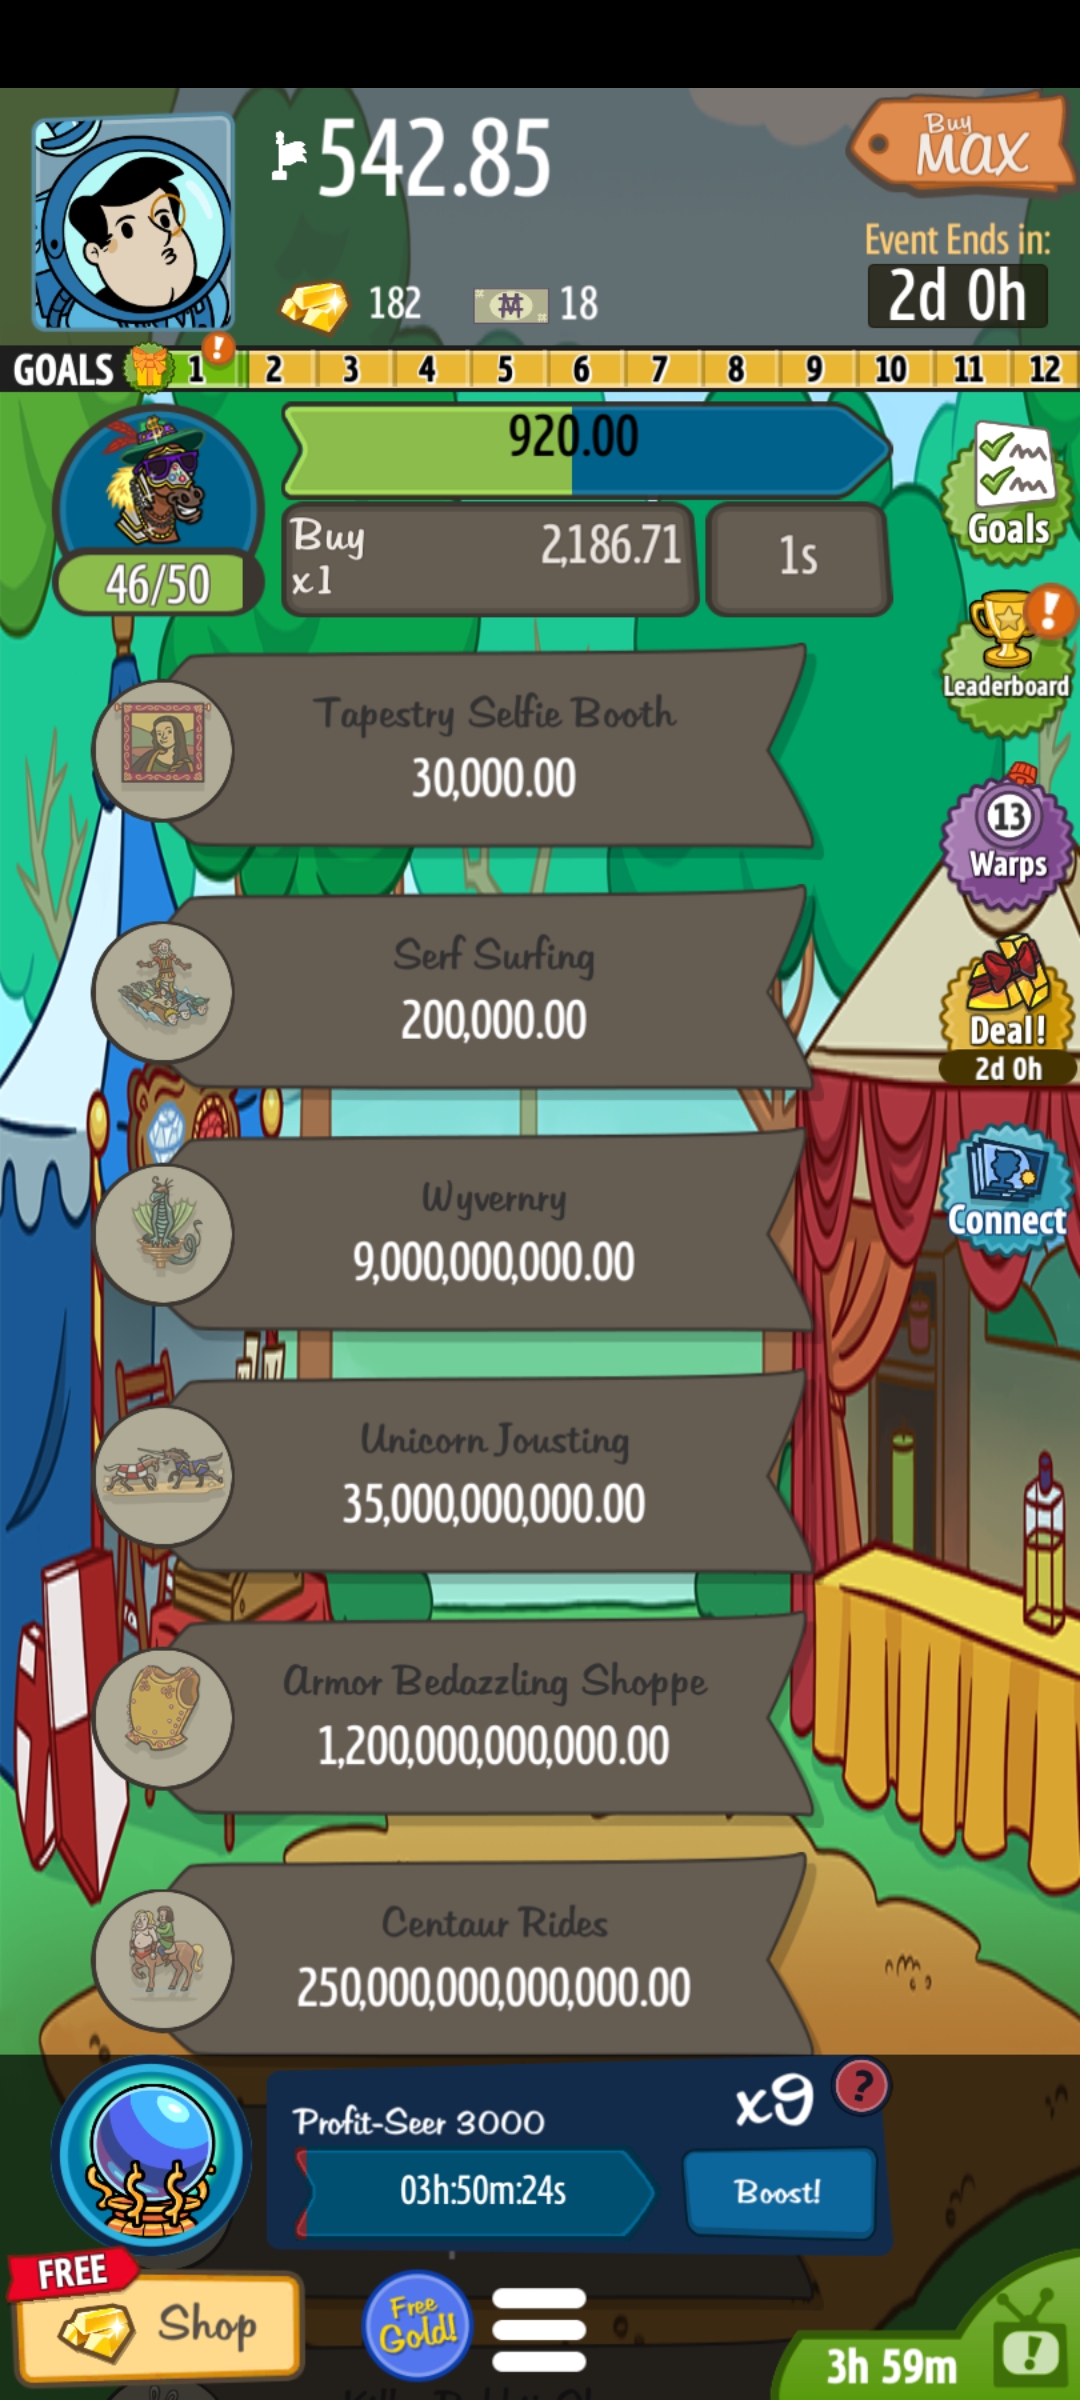 542.85
Buy
MAX
182
18
Event Ends in:
2d 0h
GOALS 1 2 3 4 5 6 7 8 9 10 11 12
920.00
46/50
Buy
x1
2,186.71
1s
Goals
Leaderboard
Tapestry Selfie Booth
30,000.00
13
Warps
Serf Surfing
200,000.00
Deal!
2d 0h
Wyvernry
9,000,000,000.00
Connect
Unicorn Jousting
35,000,000,000.00
Armor Bedazzling Shoppe
1,200,000,000,000.00
Centaur Rides
250,000,000,000,000.00
Profit-Seer 3000
x9
?
03h:50m:24s
Boost!
FREE
Shop
Free
Gold!
3h 59m